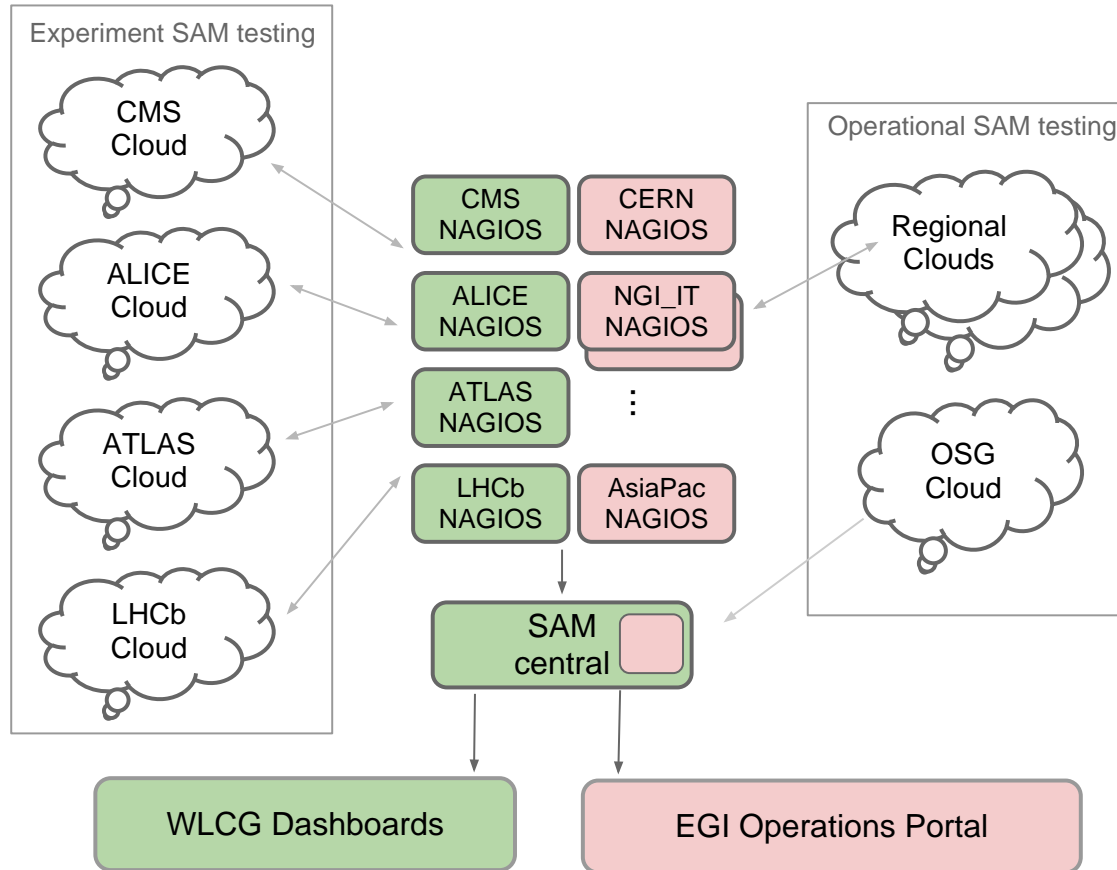 Experiment SAM testing
CMS
Cloud
ALICE
Cloud
ATLAS
Cloud
LHCb
Cloud
CMS
NAGIOS
CERN
NAGIOS
ALICE
NAGIOS
NGI_IT
NAGIOS
ATLAS
NAGIOS
...
LHCb
NAGIOS
AsiaPac
NAGIOS
Operational SAM testing
Regional
Clouds
OSG
Cloud
SAM
central
WLCG Dashboards
EGI Operations Portal